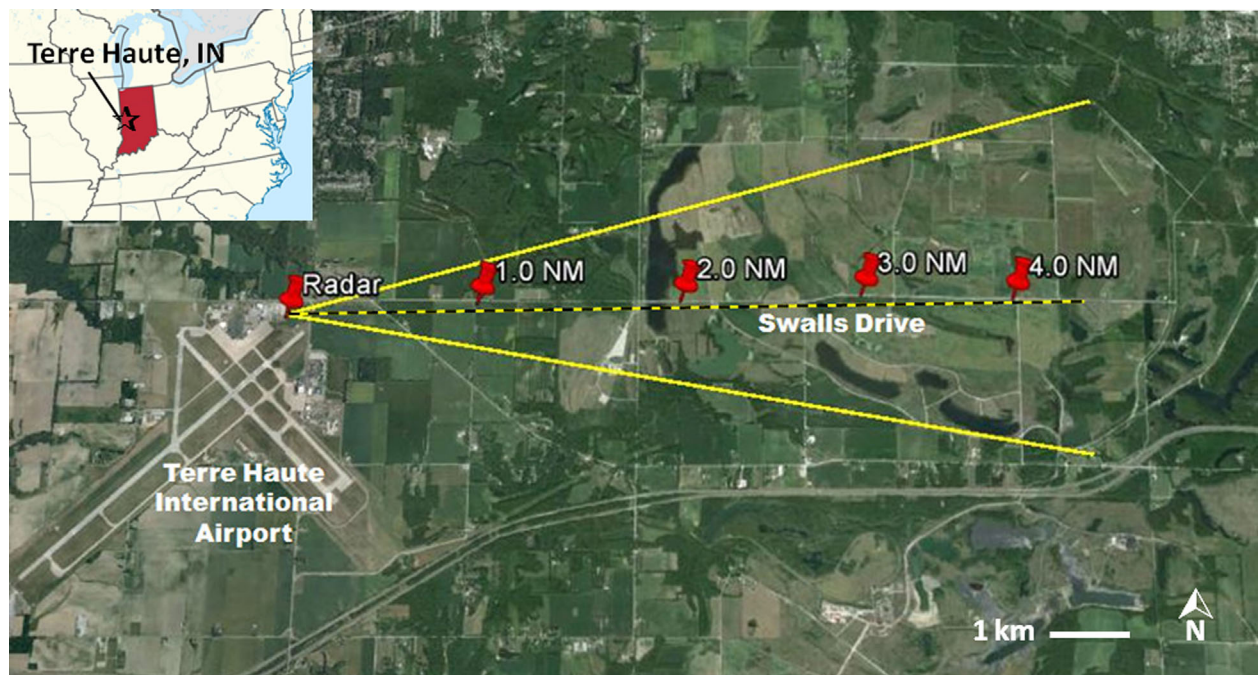 Terre Haute, IN
Radar
1.0 NM
2.0 NM
3.0 NM
4.0 NM
Swalls Drive
Terre Haute
International
Airport
1 km
N